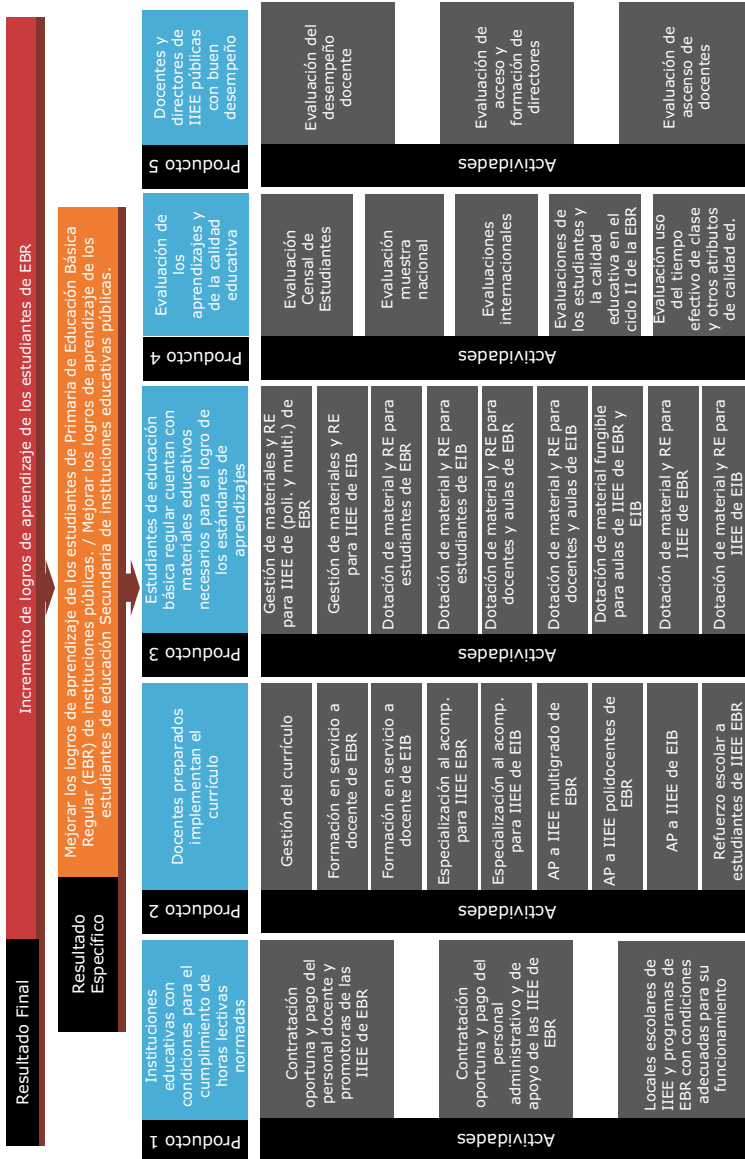 Resultado Final
Incremento de logros de aprendizaje de los estudiantes de EBR
Resultado
Específico
Mejorar los logros de aprendizaje de los estudiantes de Primaria de Educación Básica
Regular (EBR) de instituciones públicas. / Mejorar los logros de aprendizaje de los
estudiantes de educación Secundaria de instituciones educativas públicas.
Producto 1
Instituciones
educativas con
condiciones para el
cumplimiento de
horas lectivas
normadas
Actividades
Contratación
oportuna y pago del
personal docente y
promotoras de las
IIEE de EBR
Contratación
oportuna y pago del
personal
administrativo y de
apoyo de las IIEE de
EBR
Locales escolares de
IIEE y programas de
EBR con condiciones
adecuadas para su
funcionamiento
Producto 2
Docentes preparados
implementan el
currículo
Actividades
Gestión del currículo
Formación en servicio a
docente de EBR
Formación en servicio a
docente de EIB
Especialización al acomp.
para IIEE EBR
Especialización al acomp.
para IIEE de EIB
AP a IIEE multigrado de
EBR
AP a IIEE polidocentes de
EBR
AP a IIEE de EIB
Refuerzo escolar a
estudiantes de IIEE EBR
Producto 3
Estudiantes de educación
básica regular cuentan con
materiales educativos
necesarios para el logro de
los estándares de
aprendizajes
Actividades
Gestión de materiales y RE
para IIEE de (poli. y multi.) de
EBR
Gestión de materiales y RE
para IIEE de EIB
Dotación de material y RE para
estudiantes de EBR
Dotación de material y RE para
estudiantes de EIB
Dotación de material y RE para
docentes y aulas de EBR
Dotación de material y RE para
docentes y aulas de EIB
Dotación de material fungible
para aulas de IIEE de EBR y
EIB
Dotación de material y RE para
IIEE de EBR
Dotación de material y RE para
IIEE de EIB
Producto 4
Evaluación de
los
aprendizajes y
de la calidad
educativa
Actividades
Evaluación
Censal de
Estudiantes
Evaluación
muestra
nacional
Evaluaciones
internacionales
Evaluaciones de
los estudiantes y
la calidad
educativa en el
ciclo II de la EBR
Evaluación uso
del tiempo
efectivo de clase
y otros atributos
de calidad ed.
Producto 5
Docentes y
directores de
IIEE públicas
con buen
desempeño
Actividades
Evaluación del
desempeño
docente
Evaluación de
acceso y
formación de
directores
Evaluación de
ascenso de
docentes